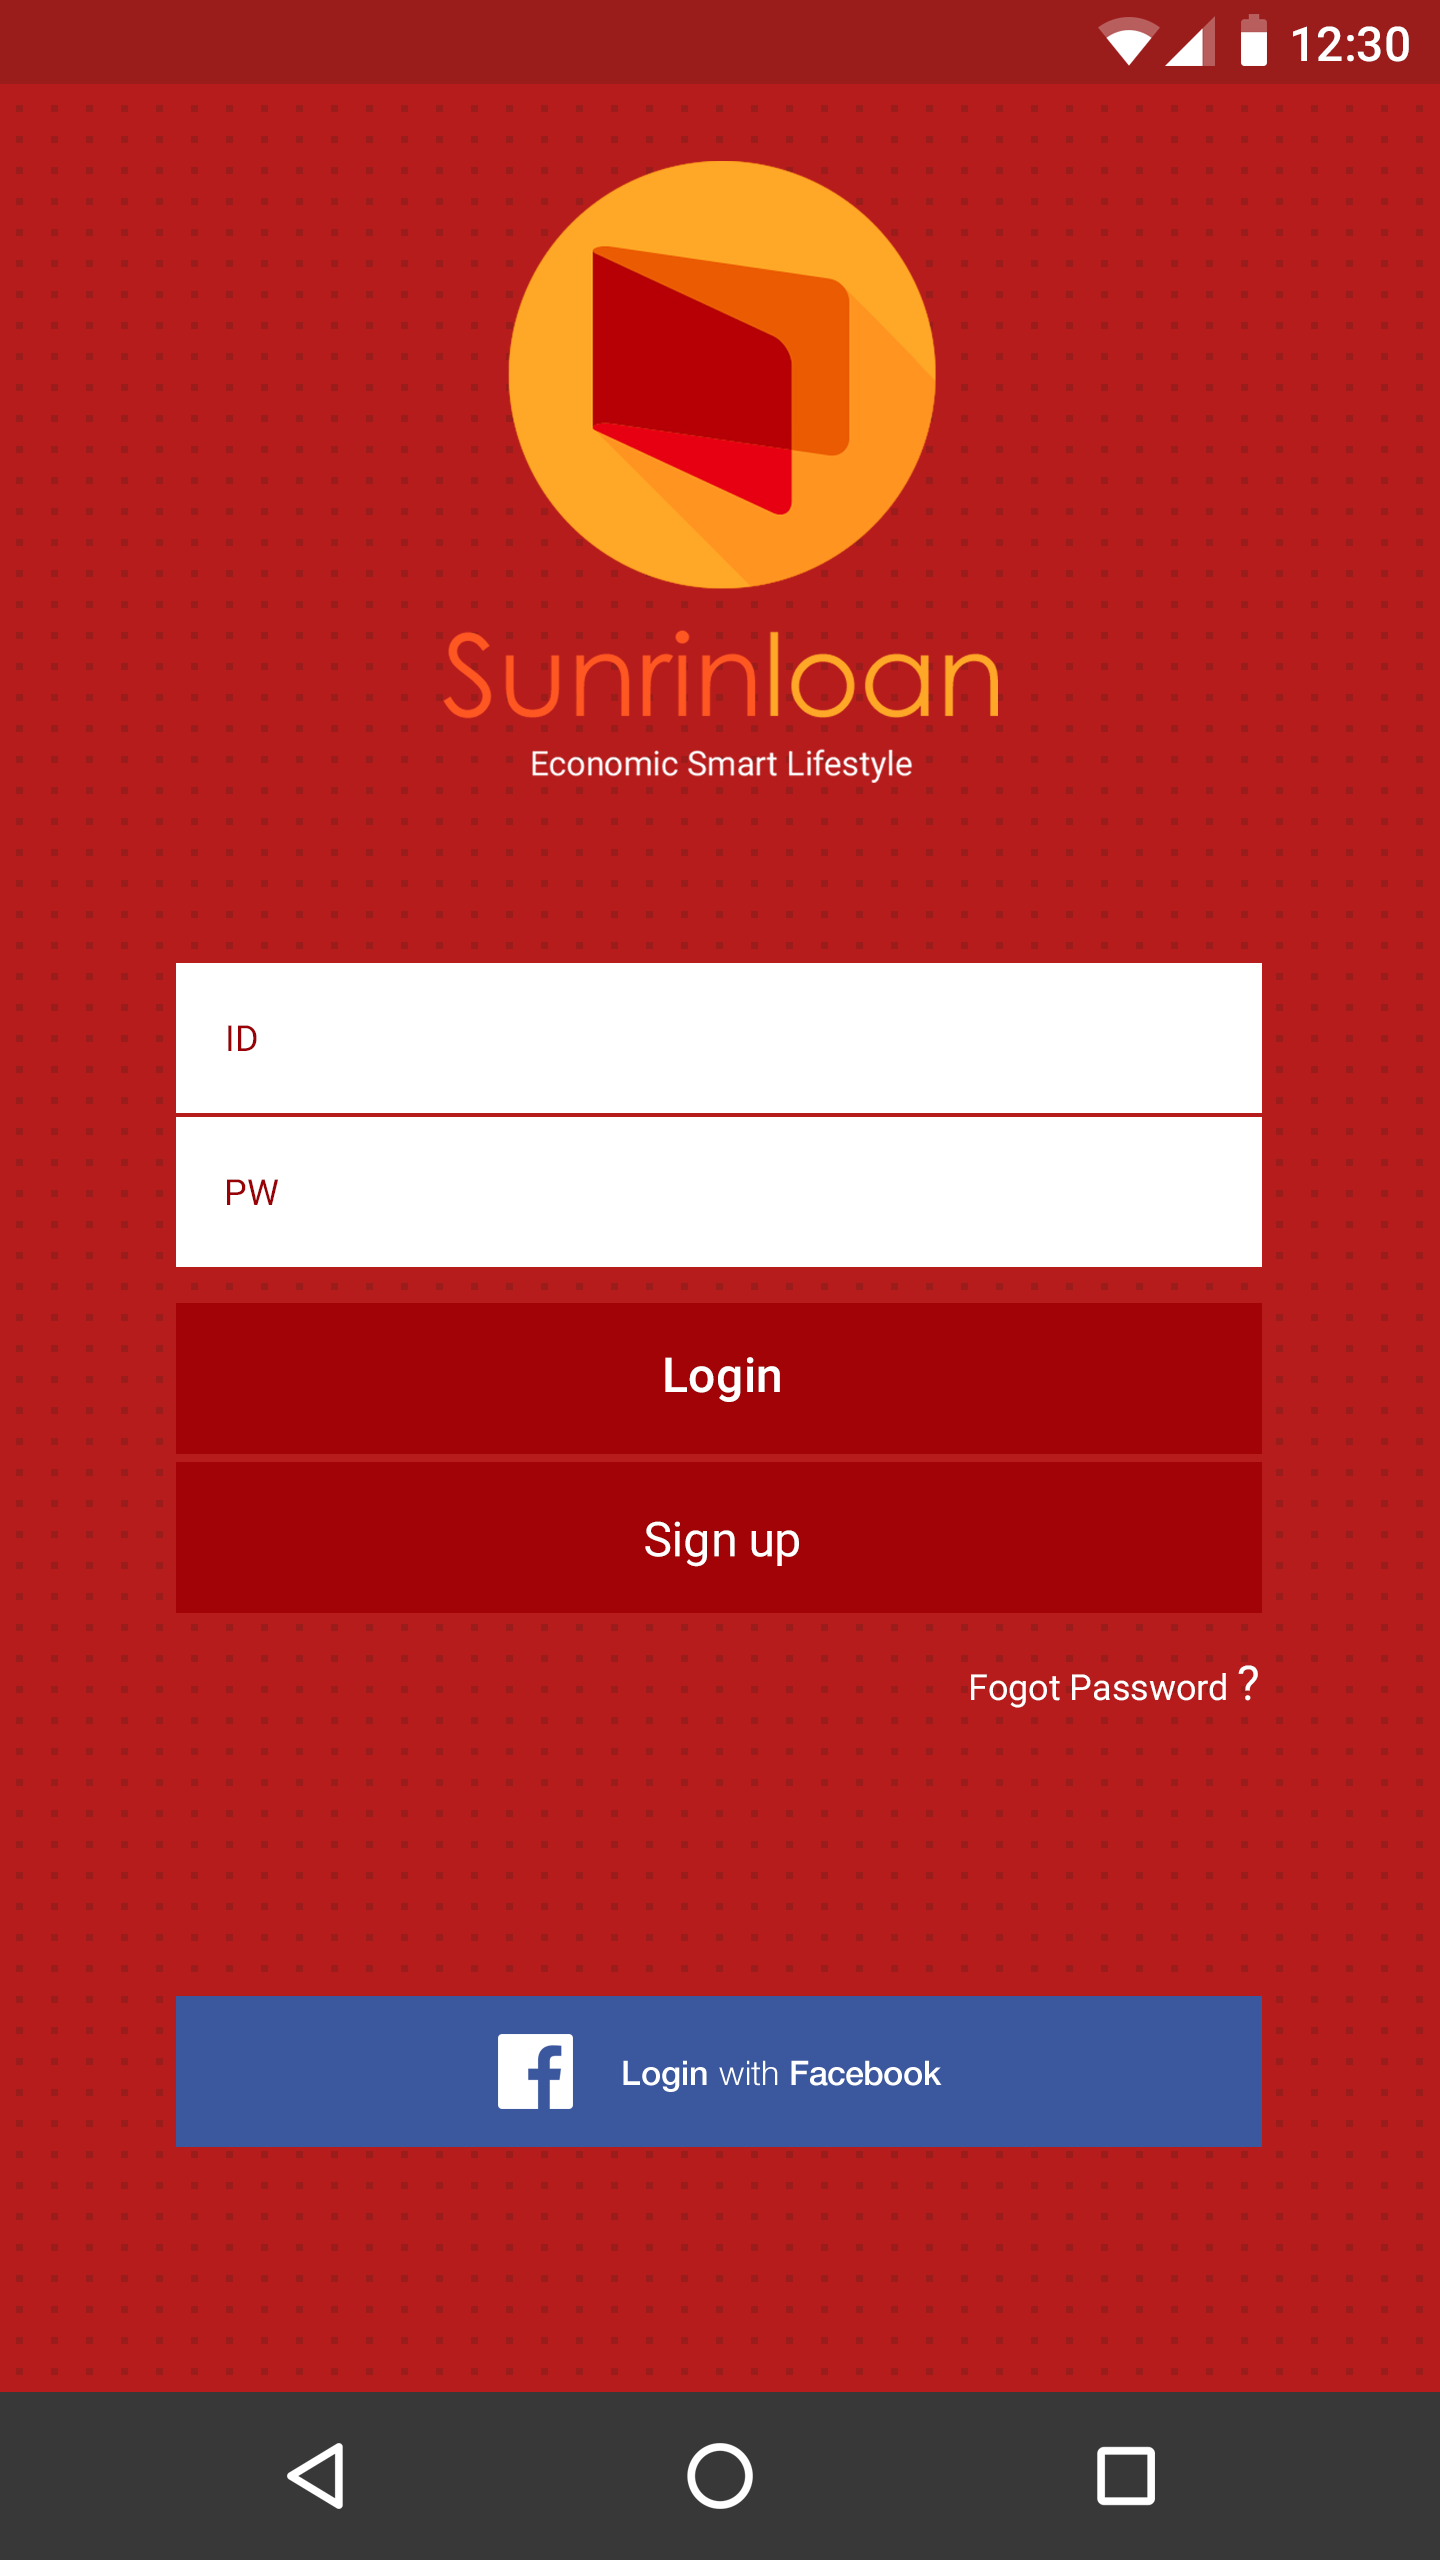 12:30
Sunrinloan
Economic Smart Lifestyle
ID
PW
Login
Sign up
Fogot Password ?
Login with Facebook